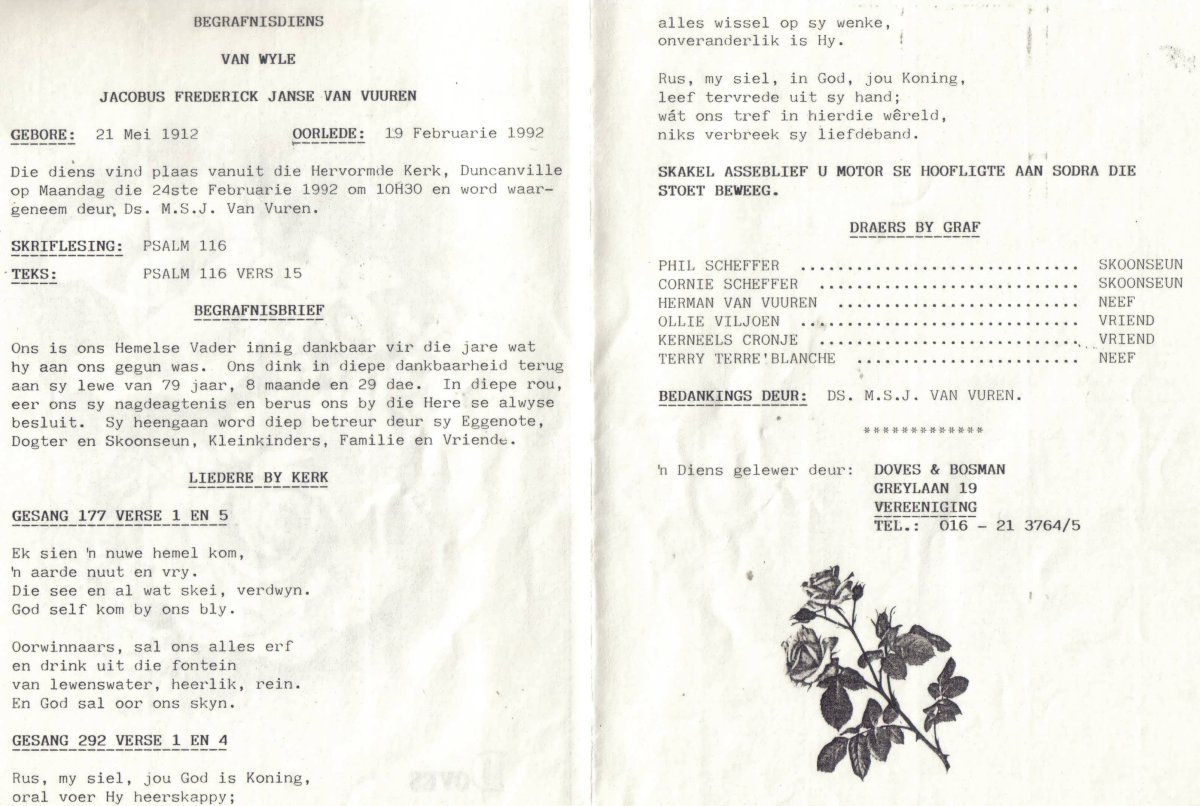 BEGRAFNISDIENS
VAN WYLE
JACOBUS FREDERICK JANSE VAN VUUREN
GEBORE: 21 Mei 1912 OORLEDE: 19 Februarie 1992
Die diens vind plaas vanuit die Hervormde Kerk, Duncanville
op Maandag die 24ste Februarie 1992 om 10H30 en word waar-
geneem deur, Ds. M.S.J. Van Vuren.
SKRIFLESING: PSALM 116
TEKS: PSALM 116 VERS 15
BEGRAFNISBRIEF
Ons is ons Hemelse Vader innig dankbaar vir die jare wat
hy aan ons gegun was. Ons dink in diepe dankbaarheid terug
aan sy lewe van 79 jaar, 8 maande en 29 dae. In diepe rou,
eer ons sy nagdeagtenis en berus ons by die Here se alwyse
besluit. Sy heengaan word diep betreur deur sy Eggenote,
Dogter en Skoonseun, Kleinkinders, Familie en Vriende.
LIEDERE BY KERK
GESANG 177 VERSE 1 EN 5
Ek sien 'n nuwe hemel kom,
'n aarde nuut en vry.
Die see en al wat skei, verdwyn.
God self kom by ons bly.
Oorwinnaars, sal ons alles erf
en drink uit die fontein
van lewenswater, heerlik, rein.
En God sal oor ons skyn.
GESANG 292 VERSE 1 EN 4
Rus, my siel, jou God is Koning,
oral voer Hy heerskappy;
alles wissel op sy wenke,
onveranderlik is Hy.
Rus, my siel, in God, jou Koning,
leef tervrede uit sy hand;
wát ons tref in hierdie wêreld,
niks verbreek sy liefdeband.
SKAKEL ASSEBLIEF U MOTOR SE HOOFLIGTE AAN SODRA DIE
STOET BEWEEG.
DRAERS BY GRAF
PHIL SCHEFFER ............................ SKOONSEUN
CORNIE SCHEFFER .......................... SKOONSEUN
HERMAN VAN VUUREN ........................ NEEF
OLLIE VILJOEN ............................ VRIEND
KERNEELS CRONJE .......................... VRIEND
TERRY TERRE'BLANCHE ...................... NEEF
BEDANKINGS DEUR: DS. M.S.J. VAN VUREN.
*************
'n Diens gelewer deur: DOVES & BOSMAN
GREYLAAN 19
VEREENIGING
TEL.: 016 - 21 3764/5